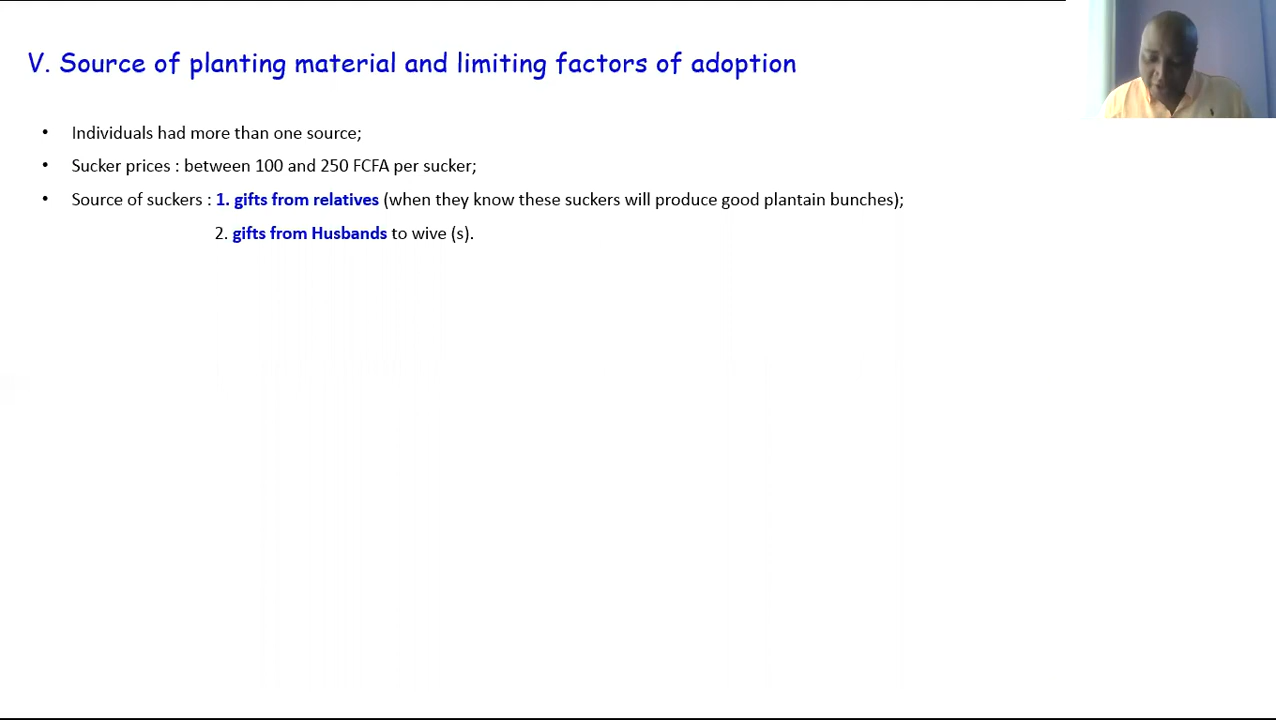 V. Source of planting material and limiting factors of adoption
• Individuals had more than one source;
• Sucker prices : between 100 and 250 FCFA per sucker;
• Source of suckers : 1. gifts from relatives (when they know these suckers will produce good plantain bunches);
2. gifts from Husbands to wive (s).